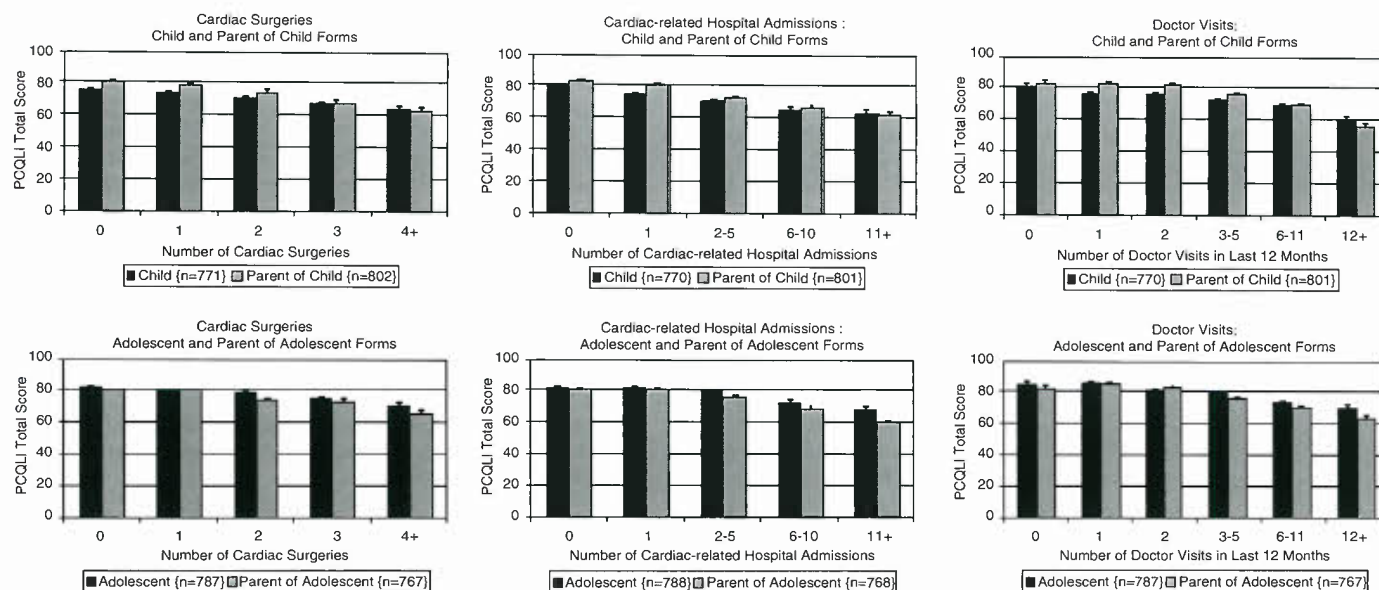 Cardiac Surgeries
Child and Parent of Child Forms
PCQLI Total Score
100
80
60
40
20
0
0 1 2 3 4+
Number of Cardiac Surgeries
Child {n=771} Parent of Child {n=802}
Cardiac-related Hospital Admissions :
Child and Parent of Child Forms
PCQLI Total Score
100
80
60
40
20
0
0 1 2-5 6-10 11+
Number of Cardiac-related Hospital Admissions
Child {n=770} Parent of Child {n=801}
Doctor Visits;
Child and Parent of Child Forms
PCQLI Total Score
100
80
60
40
20
0
0 1 2 3-5 6-11 12+
Number of Doctor Visits in Last 12 Months
Child {n=770} Parent of Child {n=801}
Cardiac Surgeries
Adolescent and Parent of Adolescent Forms
PCQLI Total Score
100
80
60
40
20
0
0 1 2 3 4+
Number of Cardiac Surgeries
Adolescent {n=787} Parent of Adolescent {n=767}
Cardiac-related Hospital Admissions :
Adolescent and Parent of Adolescent Forms
PCQLI Total Score
100
80
60
40
20
0
0 1 2-5 6-10 11+
Number of Cardiac-related Hospital Admissions
Adolescent {n=788} Parent of Adolescent {n=768}
Doctor Visits;
Adolescent and Parent of Adolescent Forms
PCQLI Total Score
100
80
60
40
20
0
0 1 2 3-5 6-11 12+
Number of Doctor Visits in Last 12 Months
Adolescent {n=787} Parent of Adolescent {n=767}